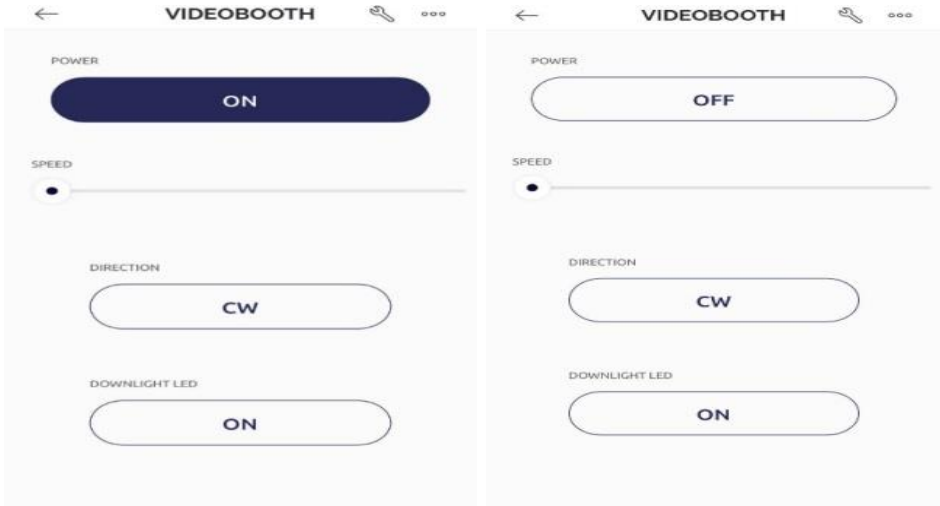 VIDEOBOOTH
POWER
ON
SPEED
DIRECTION
CW
DOWNLIGHT LED
ON
VIDEOBOOTH
POWER
OFF
SPEED
DIRECTION
CW
DOWNLIGHT LED
ON